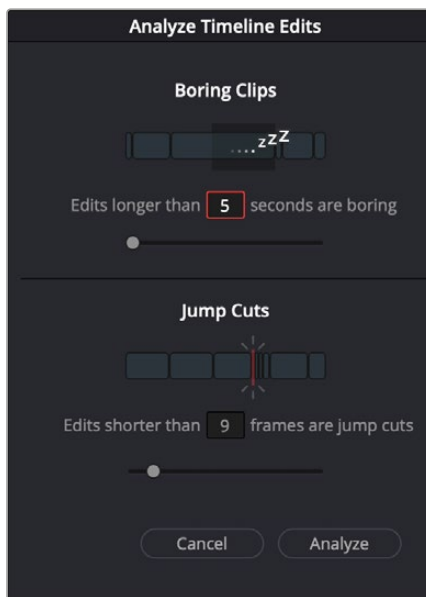 Analyze Timeline Edits
Boring Clips
zzZ
Edits longer than 5 seconds are boring
Jump Cuts
Edits shorter than 9 frames are jump cuts
Cancel Analyze